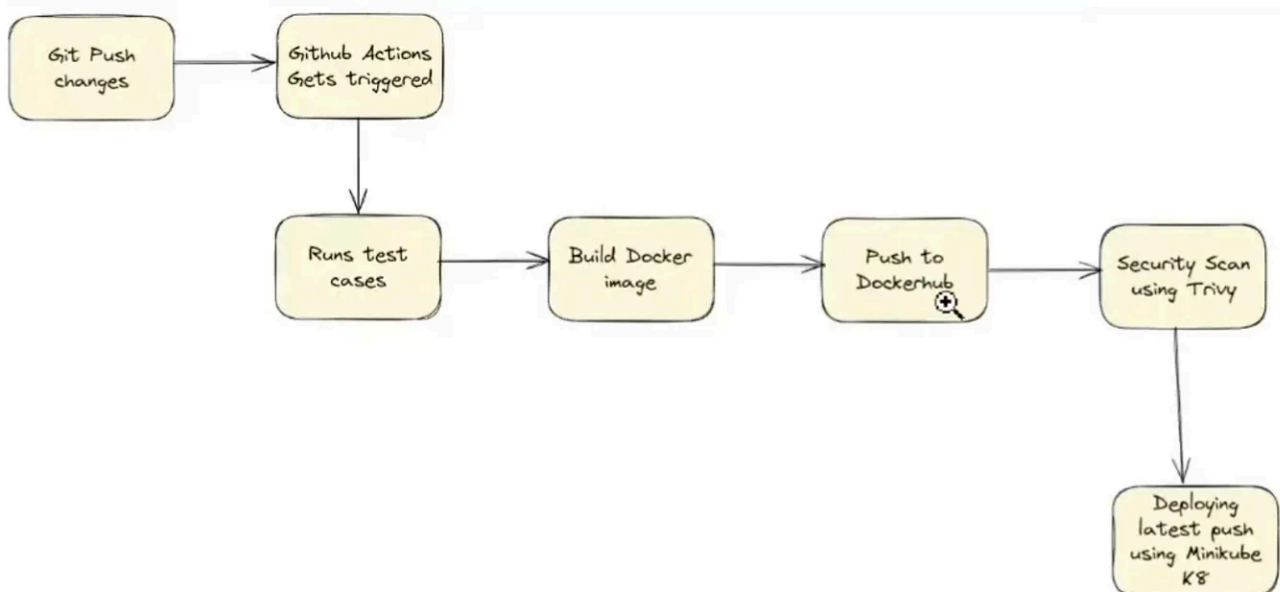 Git Push
changes
Github Actions
Gets triggered
Runs test
cases
Build Docker
image
Push to
Dockerhub
Security Scan
using Trivy
Deploying
latest push
using Minikube
K8